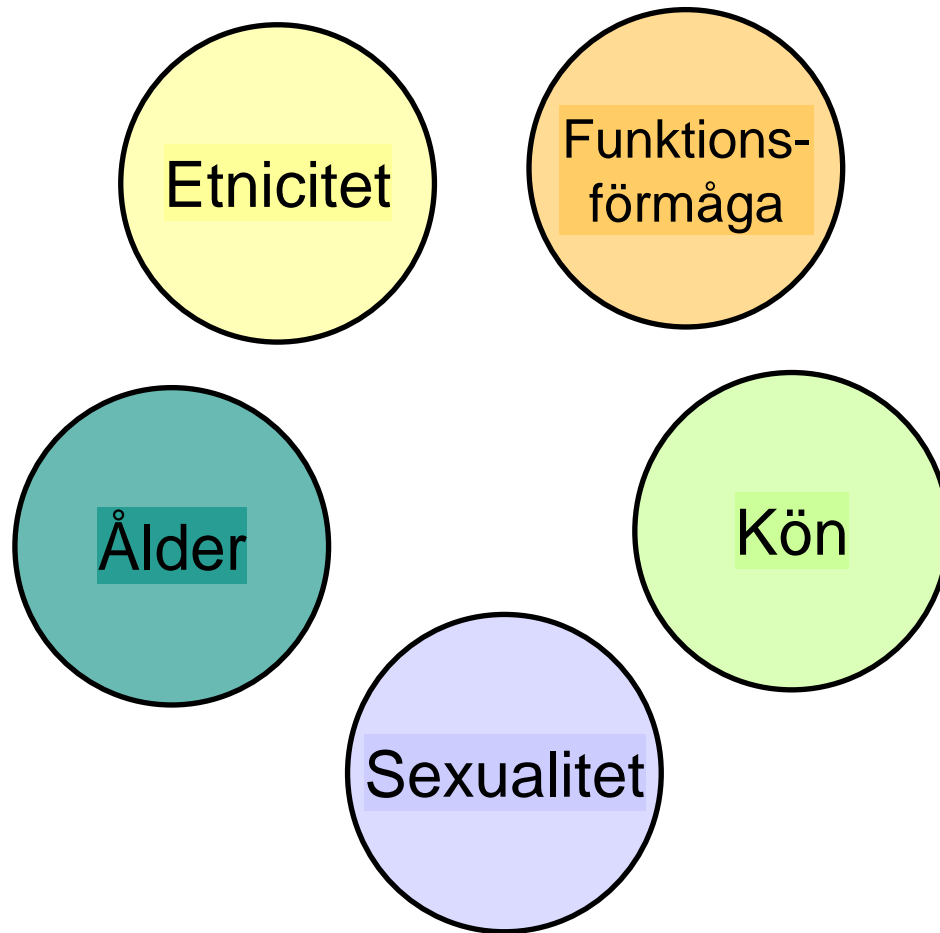 Etnicitet
Funktions-
förmåga
Ålder
Kön
Sexualitet